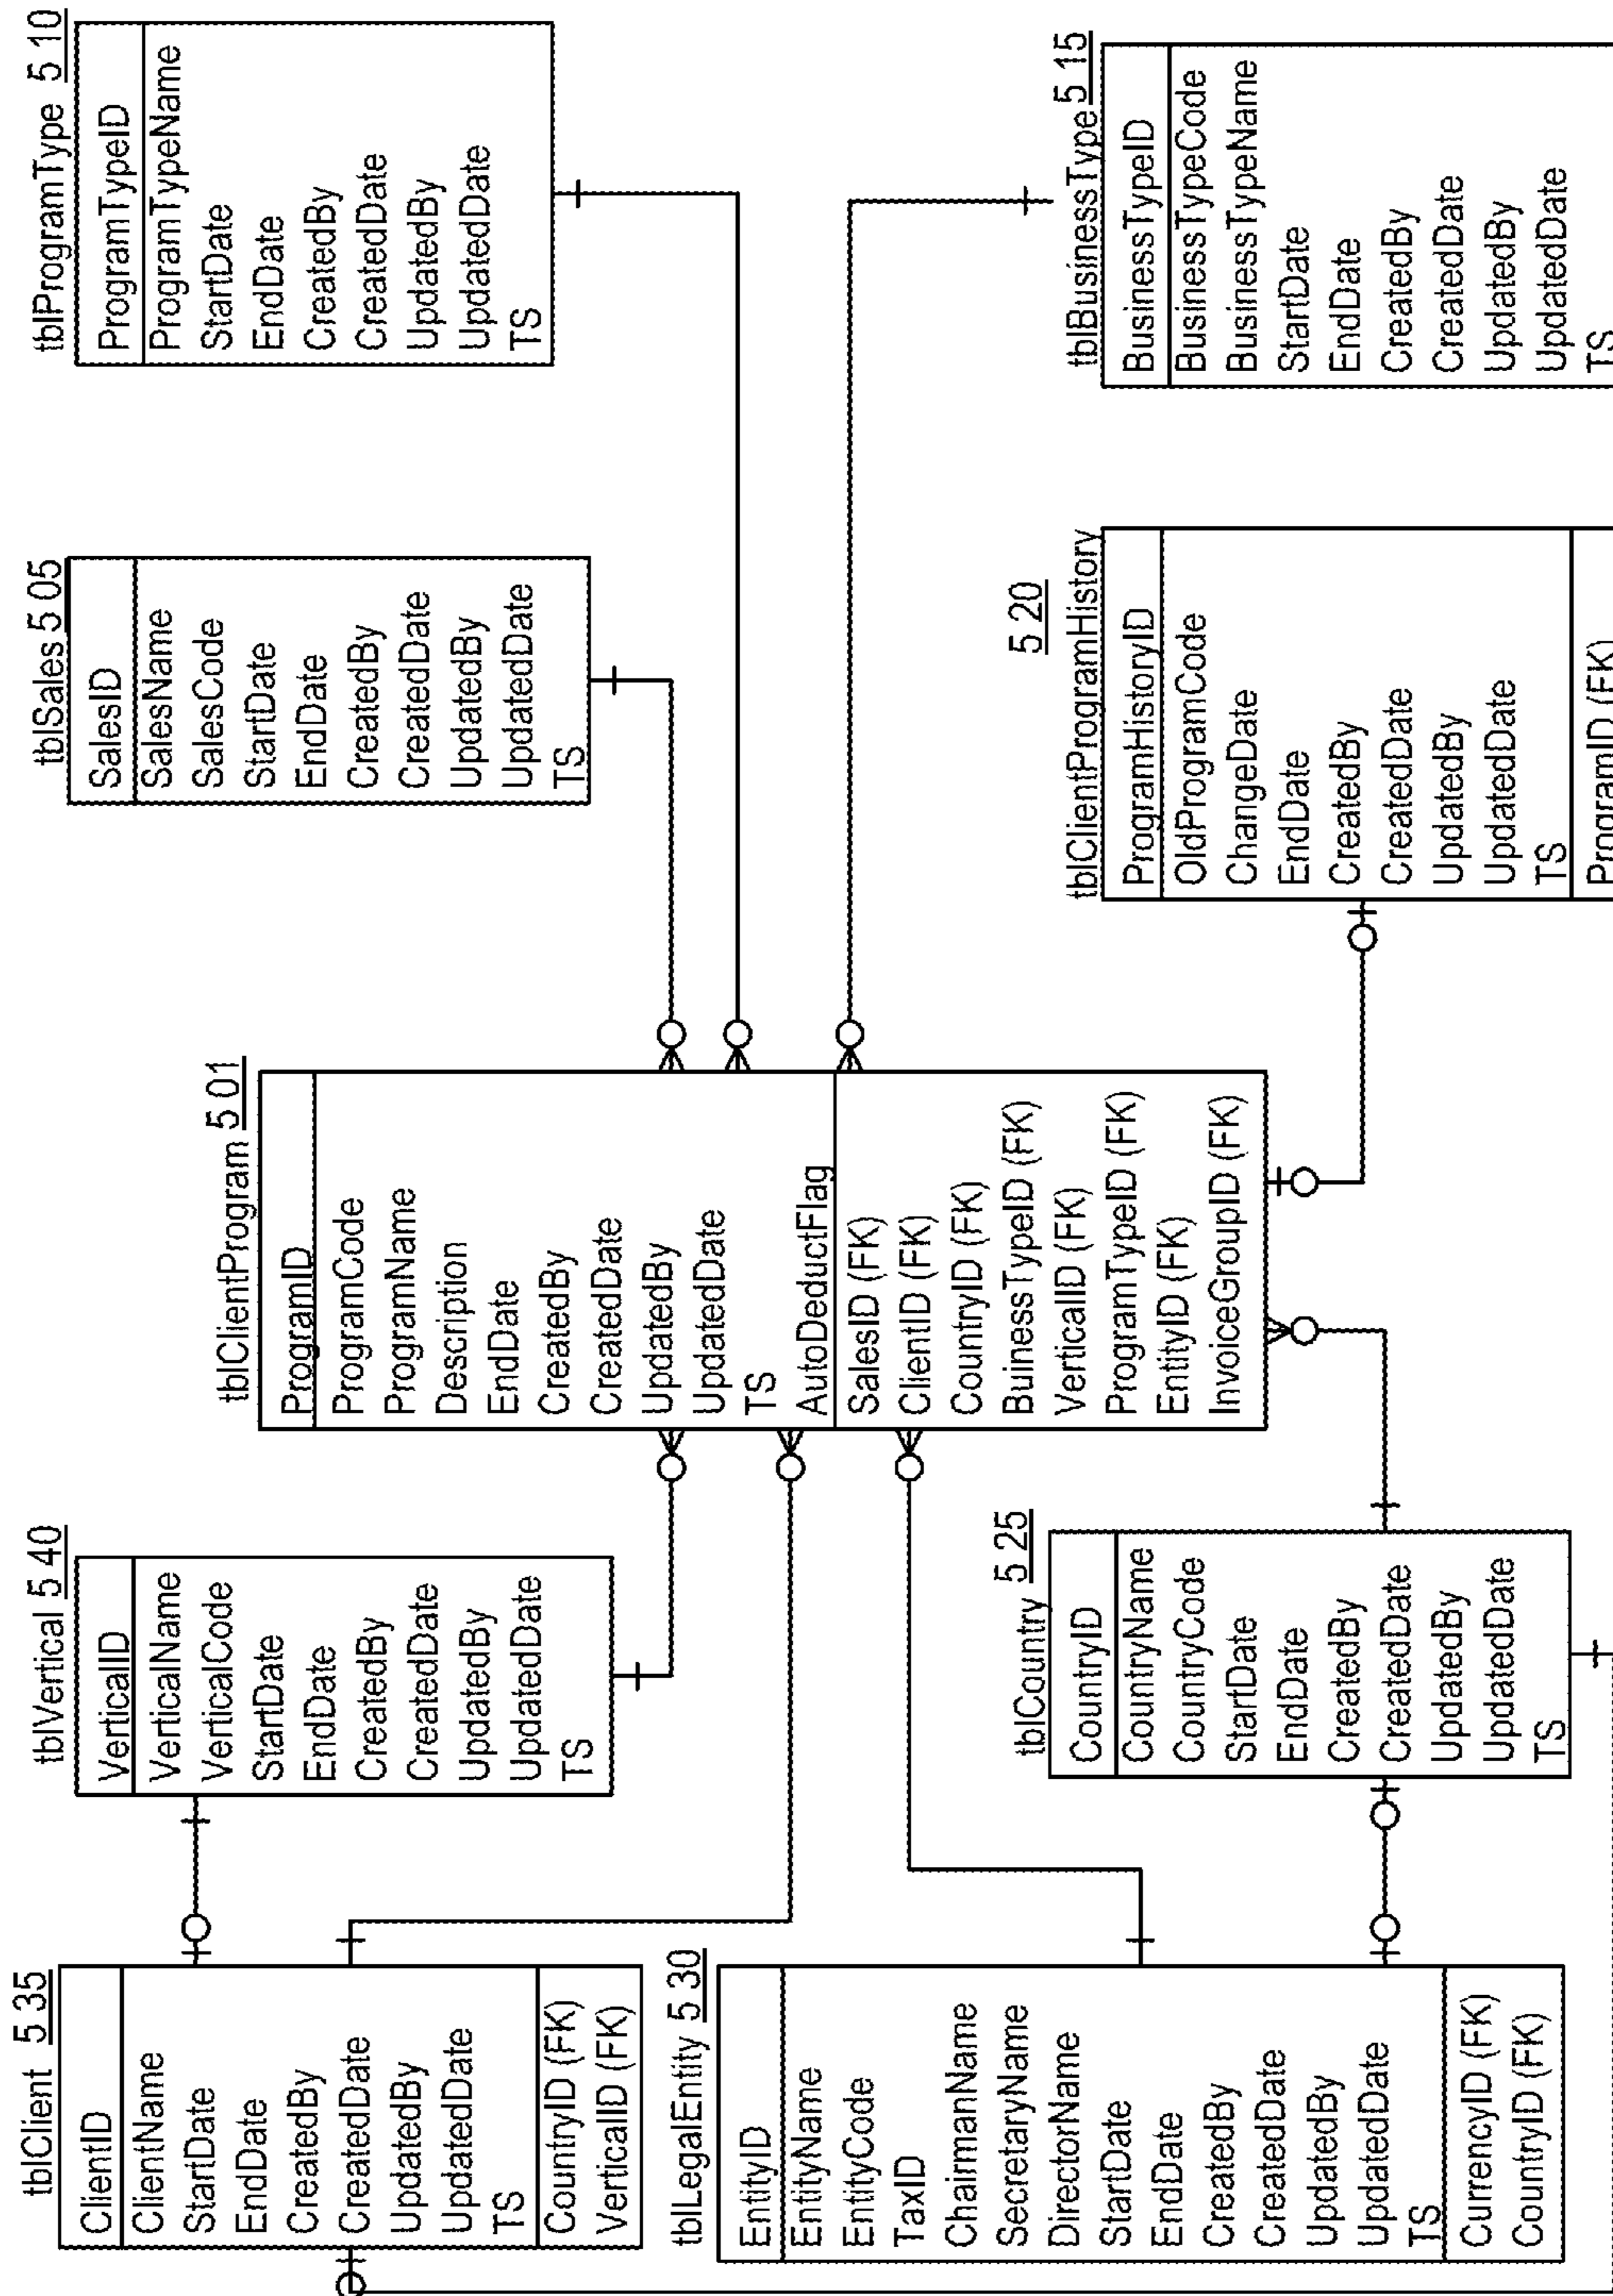 tblClient 5 35
ClientID
ClientName
StartDate
EndDate
CreatedBy
CreatedDate
UpdatedBy
UpdatedDate
TS
CountryID (FK)
VerticalID (FK)
tblVertical 5 40
VerticalID
VerticalName
VerticalCode
StartDate
EndDate
CreatedBy
CreatedDate
UpdatedBy
UpdatedDate
TS
tblSales 5 05
SalesID
SalesName
SalesCode
StartDate
EndDate
CreatedBy
CreatedDate
UpdatedBy
UpdatedDate
TS
tblProgramType 5 10
ProgramTypeID
ProgramTypeName
StartDate
EndDate
CreatedBy
CreatedDate
UpdatedBy
UpdatedDate
TS
tblClientProgram 5 01
ProgramID
ProgramCode
ProgramName
Description
EndDate
CreatedBy
CreatedDate
UpdatedBy
UpdatedDate
TS
AutoDeductFlag
SalesID (FK)
ClientID (FK)
CountryID (FK)
BuinessTypeID (FK)
VerticalID (FK)
ProgramTypeID (FK)
EntityID (FK)
InvoiceGroupID (FK)
tblLegalEntity 5 30
EntityID
EntityName
EntityCode
TaxID
ChairmanName
SecretaryName
DirectorName
StartDate
EndDate
CreatedBy
CreatedDate
UpdatedBy
UpdatedDate
TS
CurrencyID (FK)
CountryID (FK)
tblCountry 5 25
CountryID
CountryName
CountryCode
StartDate
EndDate
CreatedBy
CreatedDate
UpdatedBy
UpdatedDate
TS
5 20
tblClientProgramHistory
ProgramHistoryID
OldProgramCode
ChangeDate
EndDate
CreatedBy
CreatedDate
UpdatedBy
UpdatedDate
TS
ProgramID (FK)
tblBusinessType 5 15
BusinessTypeID
BusinessTypeCode
BusinessTypeName
StartDate
EndDate
CreatedBy
CreatedDate
UpdatedBy
UpdatedDate
TS